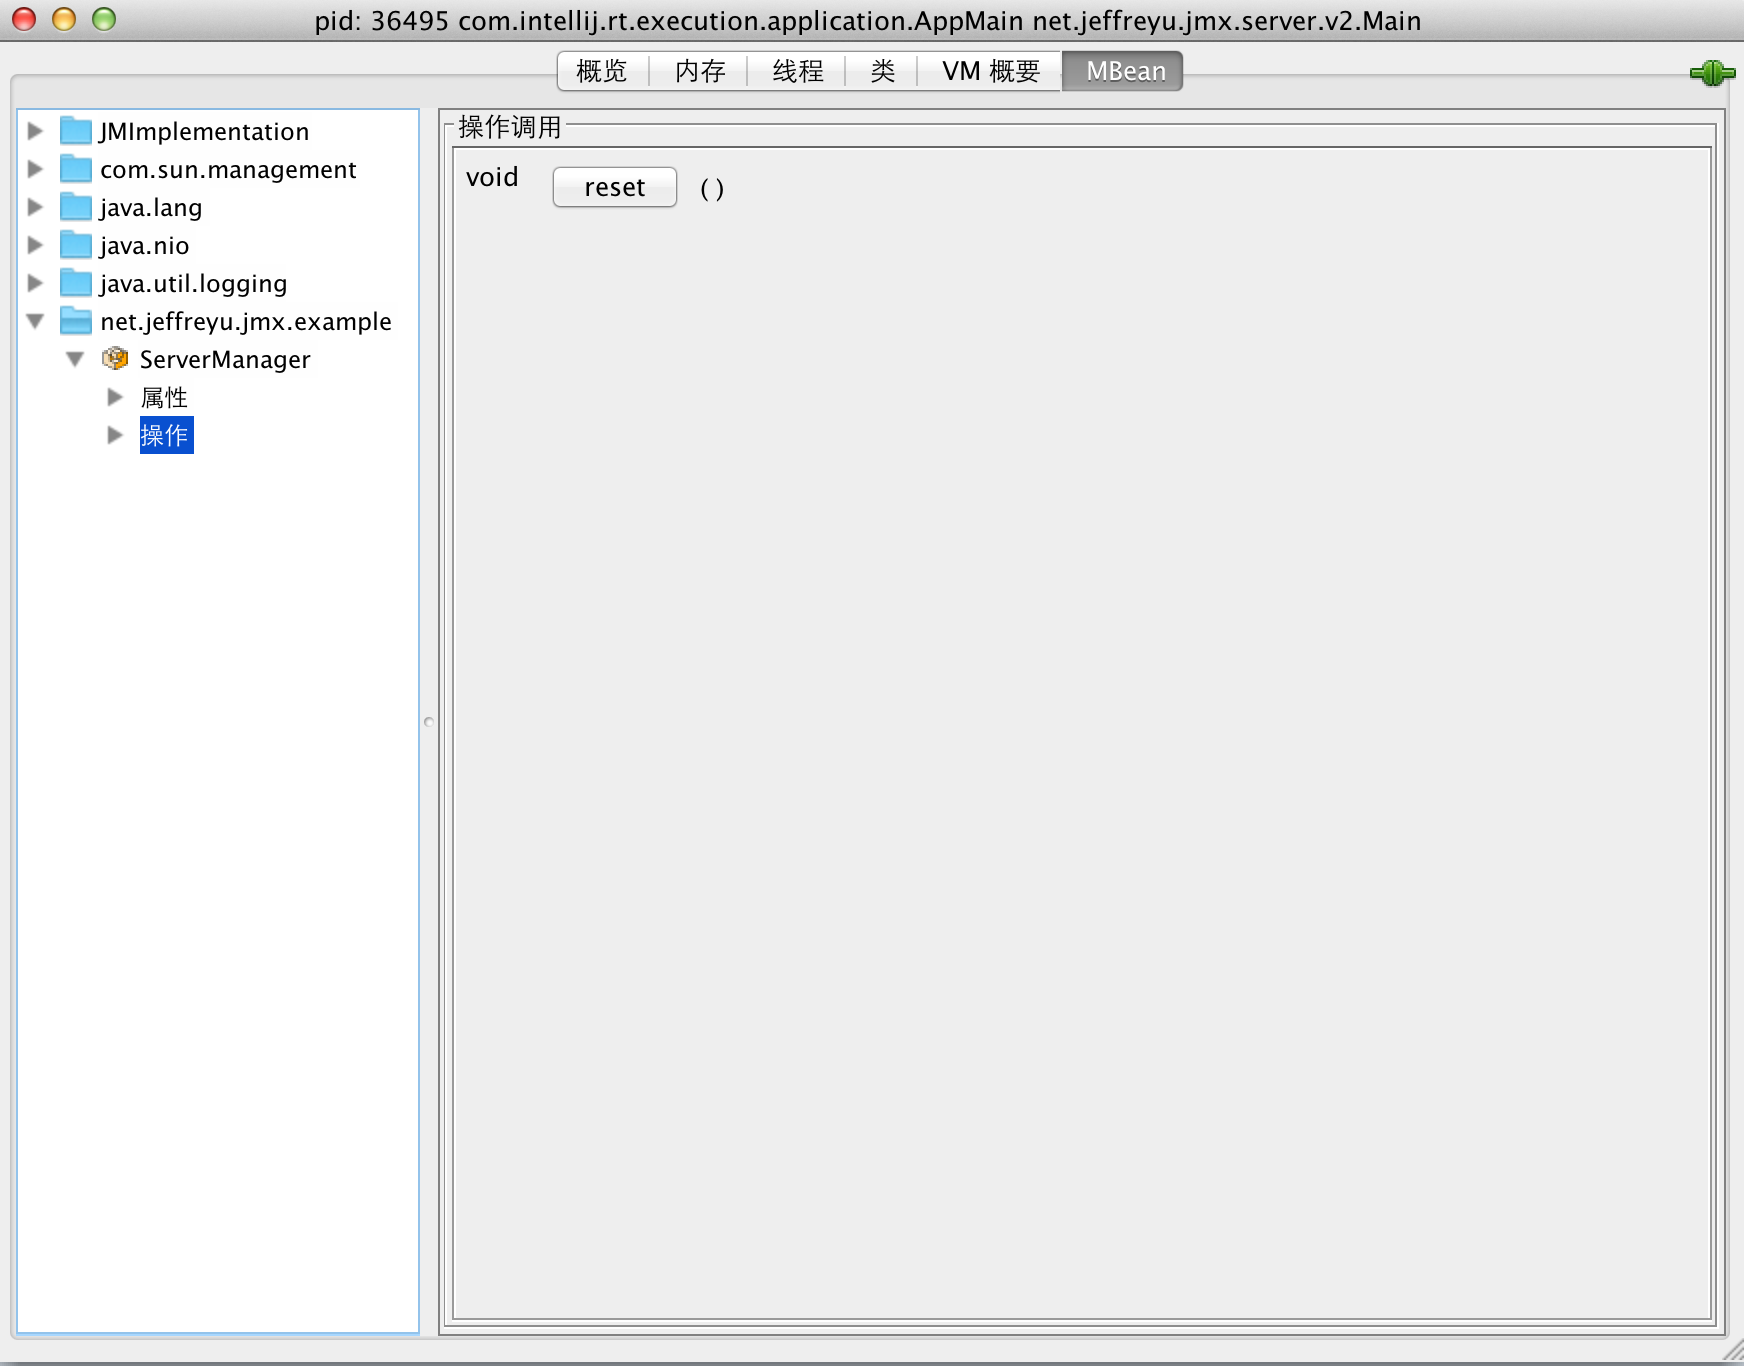 pid: 36495 com.intellij.rt.execution.application.AppMain net.jeffreyu.jmx.server.v2.Main
概览 内存 线程 类 VM 概要 MBean
JMImplementation
com.sun.management
java.lang
java.nio
java.util.logging
net.jeffreyu.jmx.example
ServerManager
属性
操作
操作调用
void reset ( )